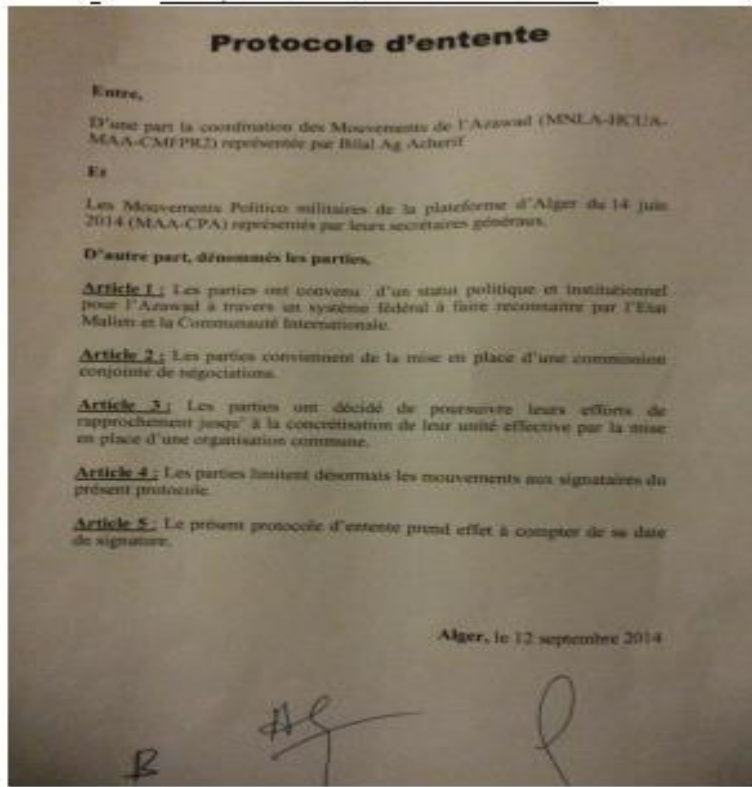 Protocole d'entente
Entre,
D'une part la coordination des Mouvements de l'Azawad (MNLA-HCUA-
MAA-CMFPR2) représentée par Bilal Ag Acherif
Et
Les Mouvements Politico militaires de la plateforme d'Alger du 14 juin
2014 (MAA-CPA) représentés par leurs secrétaires généraux.
D'autre part, dénommés les parties,
Article 1 : Les parties ont convenu d'un statut politique et institutionnel
pour l'Azawad à travers un système fédéral à faire reconnaître par l'Etat
Malien et la Communauté Internationale.
Article 2 : Les parties conviennent de la mise en place d'une commission
conjointe de négociations.
Article 3 : Les parties ont décidé de poursuivre leurs efforts de
rapprochement jusqu' à la concrétisation de leur unité effective par la mise
en place d'une organisation commune.
Article 4 : Les parties limitent désormais les mouvements aux signataires du
présent protocole.
Article 5 : Le présent protocole d'entente prend effet à compter de sa date
de signature.
Alger, le 12 septembre 2014